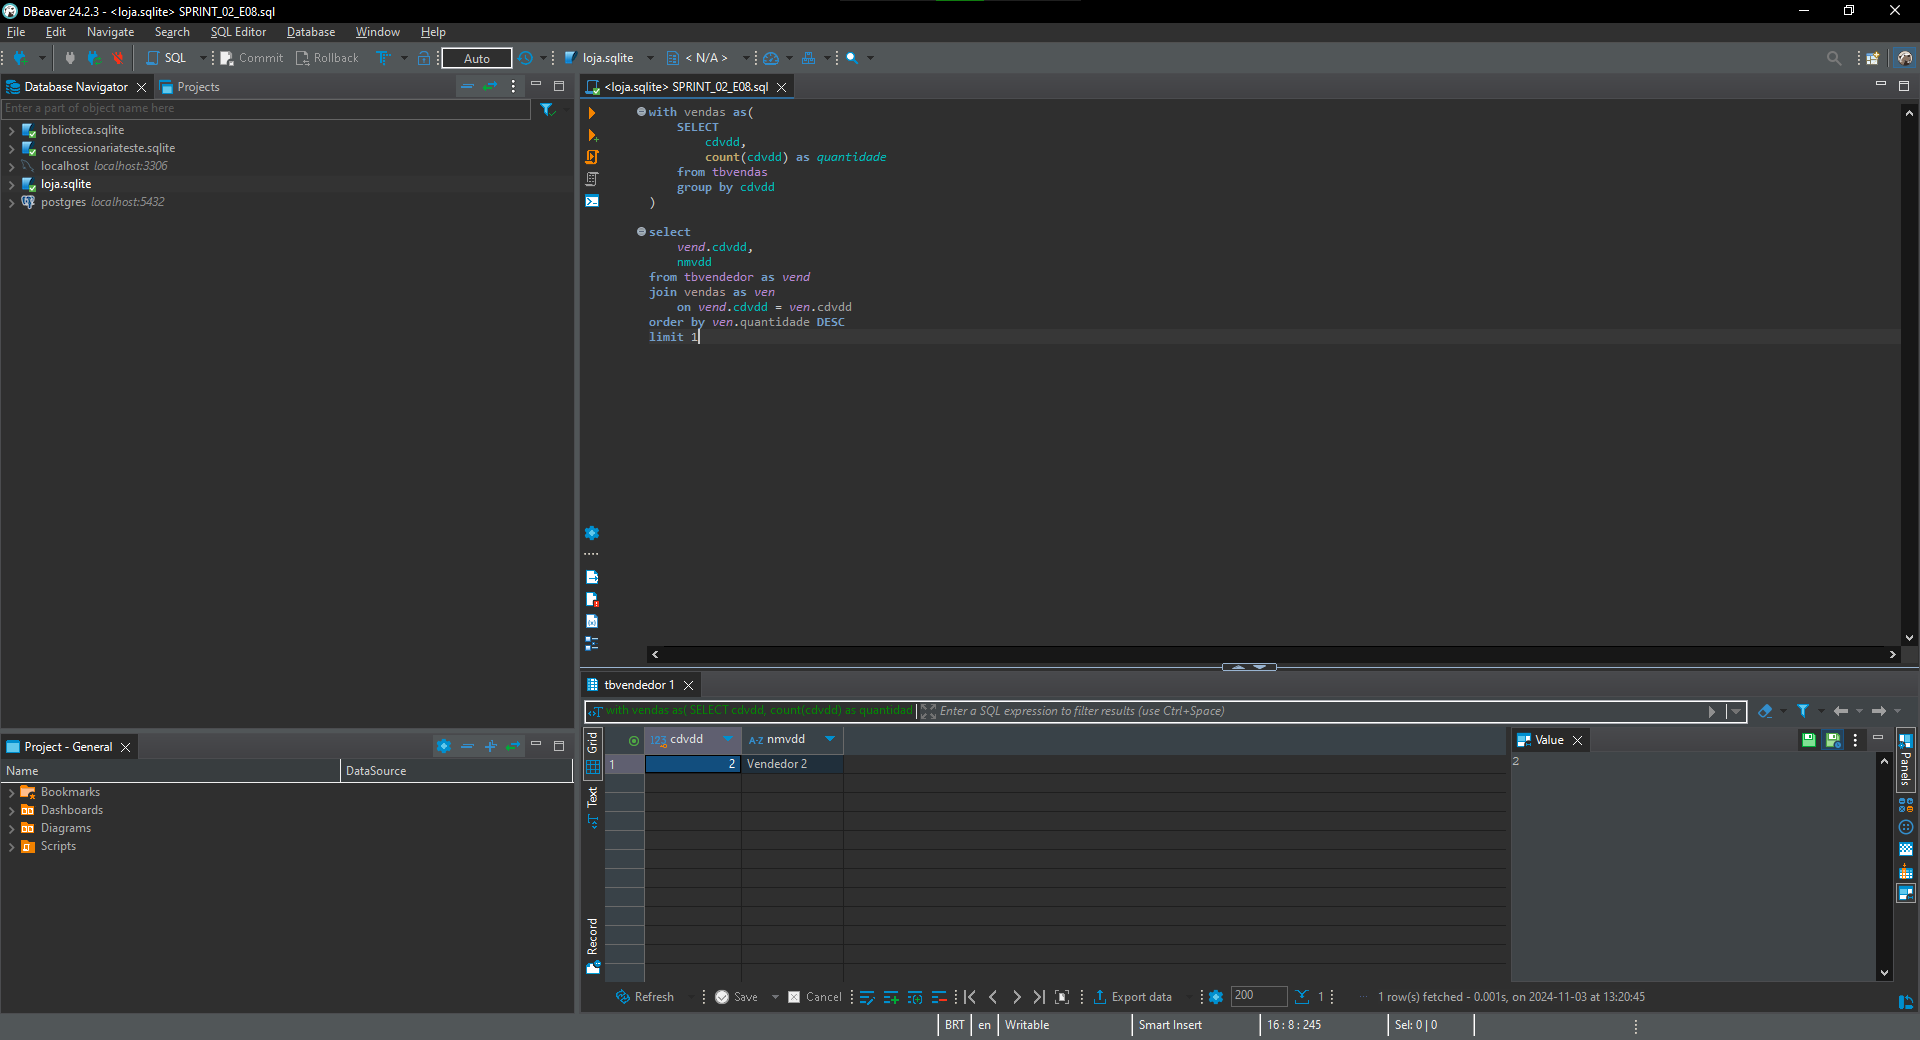 DBeaver 24.2.3 - <loja.sqlite> SPRINT_02_E08.sql
File Edit Navigate Search SQL Editor Database Window Help
SQL Commit Rollback Auto loja.sqlite < N/A >
Database Navigator Projects
Enter a part of object name here
biblioteca.sqlite
concessionariateste.sqlite
localhost localhost:3306
loja.sqlite
postgres localhost:5432
<loja.sqlite> SPRINT_02_E08.sql
with vendas as(
SELECT
cdvdd,
count(cdvdd) as quantidade
from tbvendas
group by cdvdd
)
select
vend.cdvdd,
nmvdd
from tbvendedor as vend
join vendas as ven
on vend.cdvdd = ven.cdvdd
order by ven.quantidade DESC
limit 1
Project - General
Name DataSource
Bookmarks
Dashboards
Diagrams
Scripts
tbvendedor 1
with vendas as( SELECT cdvdd, count(cdvdd) as quantidad Enter a SQL expression to filter results (use Ctrl+Space)
Grid
Text
Record
123 cdvdd A-Z nmvdd
1 2 Vendedor 2
Value
2
Panels
Refresh Save Cancel Export data 200 1 1 row(s) fetched - 0.001s, on 2024-11-03 at 13:20:45
BRT en Writable Smart Insert 16 : 8 : 245 Sel: 0 | 0